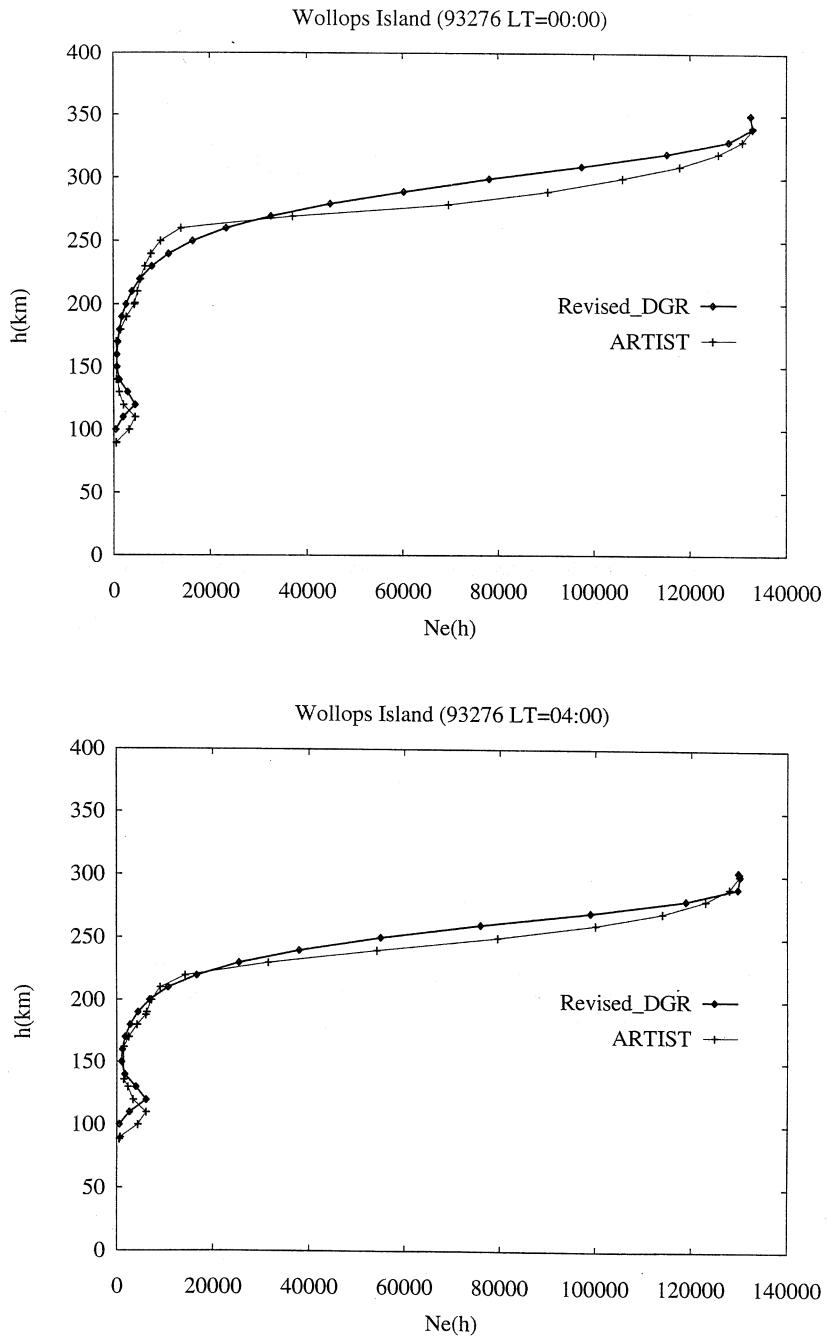 Wollops Island (93276 LT=00:00)
400
350
300
250
200
150
100
50
0
h(km)
Revised_DGR
ARTIST
0 20000 40000 60000 80000 100000 120000 140000
Ne(h)
Wollops Island (93276 LT=04:00)
400
350
300
250
200
150
100
50
0
h(km)
Revised_DGR
ARTIST
0 20000 40000 60000 80000 100000 120000 140000
Ne(h)